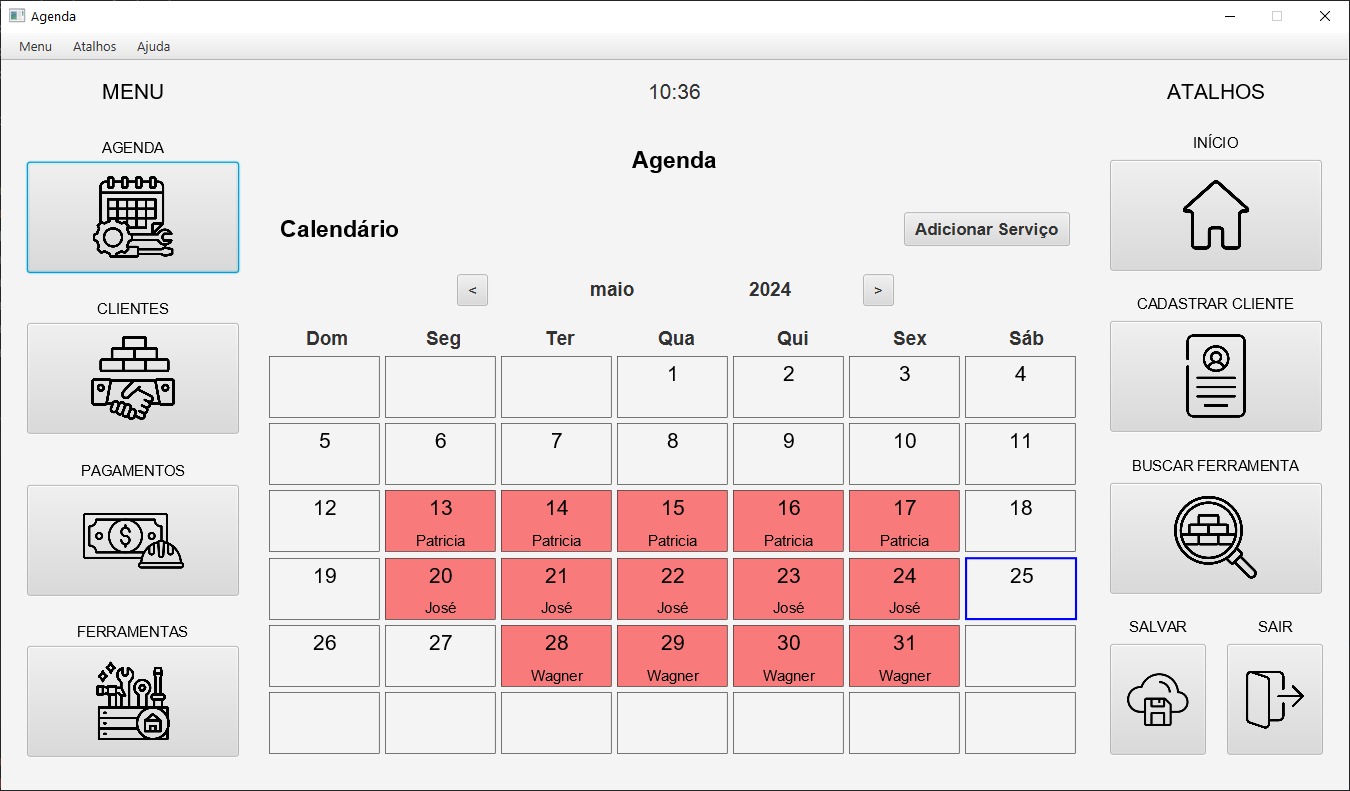 Agenda
Menu Atalhos Ajuda
MENU
10:36
ATALHOS
AGENDA
INÍCIO
Agenda
Calendário
Adicionar Serviço
< maio 2024 >
CLIENTES
CADASTRAR CLIENTE
Dom Seg Ter Qua Qui Sex Sáb
1 2 3 4
5 6 7 8 9 10 11
PAGAMENTOS
BUSCAR FERRAMENTA
12 13 14 15 16 17 18
Patricia Patricia Patricia Patricia Patricia
$
19 20 21 22 23 24 25
José José José José José
FERRAMENTAS
SALVAR SAIR
26 27 28 29 30 31
Wagner Wagner Wagner Wagner